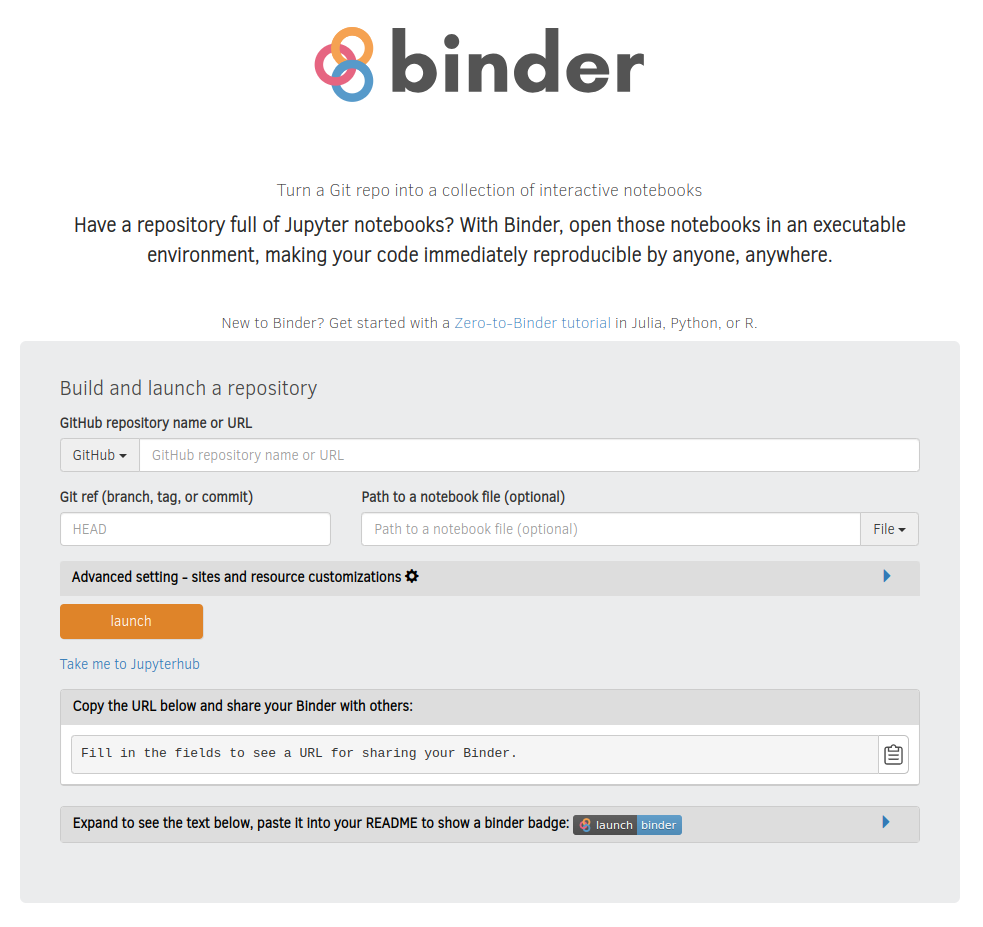 binder
Turn a Git repo into a collection of interactive notebooks
Have a repository full of Jupyter notebooks? With Binder, open those notebooks in an executable
environment, making your code immediately reproducible by anyone, anywhere.
New to Binder? Get started with a Zero-to-Binder tutorial in Julia, Python, or R.
Build and launch a repository
GitHub repository name or URL
GitHub GitHub repository name or URL
Git ref (branch, tag, or commit) Path to a notebook file (optional)
HEAD Path to a notebook file (optional) File
Advanced setting - sites and resource customizations
launch
Take me to Jupyterhub
Copy the URL below and share your Binder with others:
Fill in the fields to see a URL for sharing your Binder.
Expand to see the text below, paste it into your README to show a binder badge: launch binder